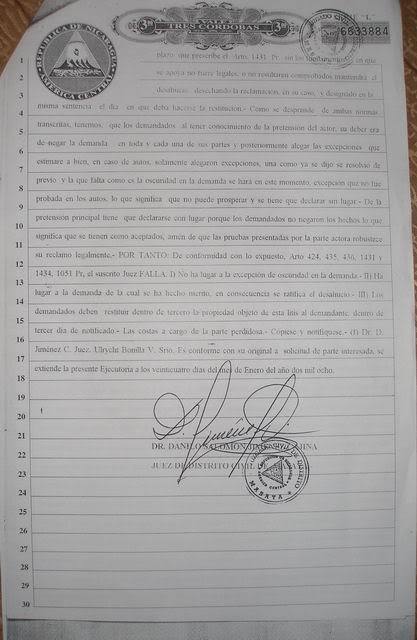 REPUBLICA DE NICARAGUA
AMERICA CENTRAL
VALE
TRES CORDOBAS
"L"
No 6633884
1 plazo que prescribe el Arto. 1431 Pr. sin los en que
2 se apoya no fuere legales, o no resultaren comprobados mantendrá el
3 desahucio, desechando la reclamación, en su caso, y designado en la
4 misma sentencia el día en que deba hacerse la restitución.- Como se desprende de ambas normas
5 transcritas, tenemos, que los demandados al tener conocimiento de la pretensión del actor, su deber era
6 de negar la demanda en toda y cada una de sus partes y posteriormente alegar las excepciones que
7 estimare a bien, en caso de autos, solamente alegaron excepciones, una como ya se dijo se resolvió de
8 previo y la que falta como es la oscuridad en la demanda se hará en este momento, excepción que no fue
9 probada en los autos, lo que significa que no puede prosperar y se tiene que declarar sin lugar.- De la
10 pretensión principal tiene que declararse con lugar porque los demandados no negaron los hechos lo que
11 significa que se tienen como aceptados, amén de que las pruebas presentadas por la parte actora robustece
12 su reclamo legalmente.- POR TANTO: De conformidad con lo expuesto, Arto 424, 435, 436, 1431 y
13 1434, 1051 Pr, el suscrito Juez FALLA. I) No ha lugar a la excepción de oscuridad en la demanda.- II) Ha
14 lugar a la demanda de la cual se ha hecho merito, en consecuencia se ratifica el desahucio.- III) Los
15 demandados deben restituir dentro de tercero la propiedad objeto de esta litis al demandante, dentro de
16 tercer día de notificado.- Las costas a cargo de la parte perdidosa.- Cópiese y notifíquese.- (f) Dr. D.
17 Jiménez C. Juez. Ulrycht Bonilla V. Srio. Es conforme con su original a solicitud de parte interesada, se
18 extiende la presente Ejecutoria a los veinticuatro días del mes de Enero del año dos mil ocho.
19
20
21
22 DR. DANILO SALOMON
23 JUEZ DE DISTRITO CIVIL DE
MASAYA
24
25
26
27
28
29
30